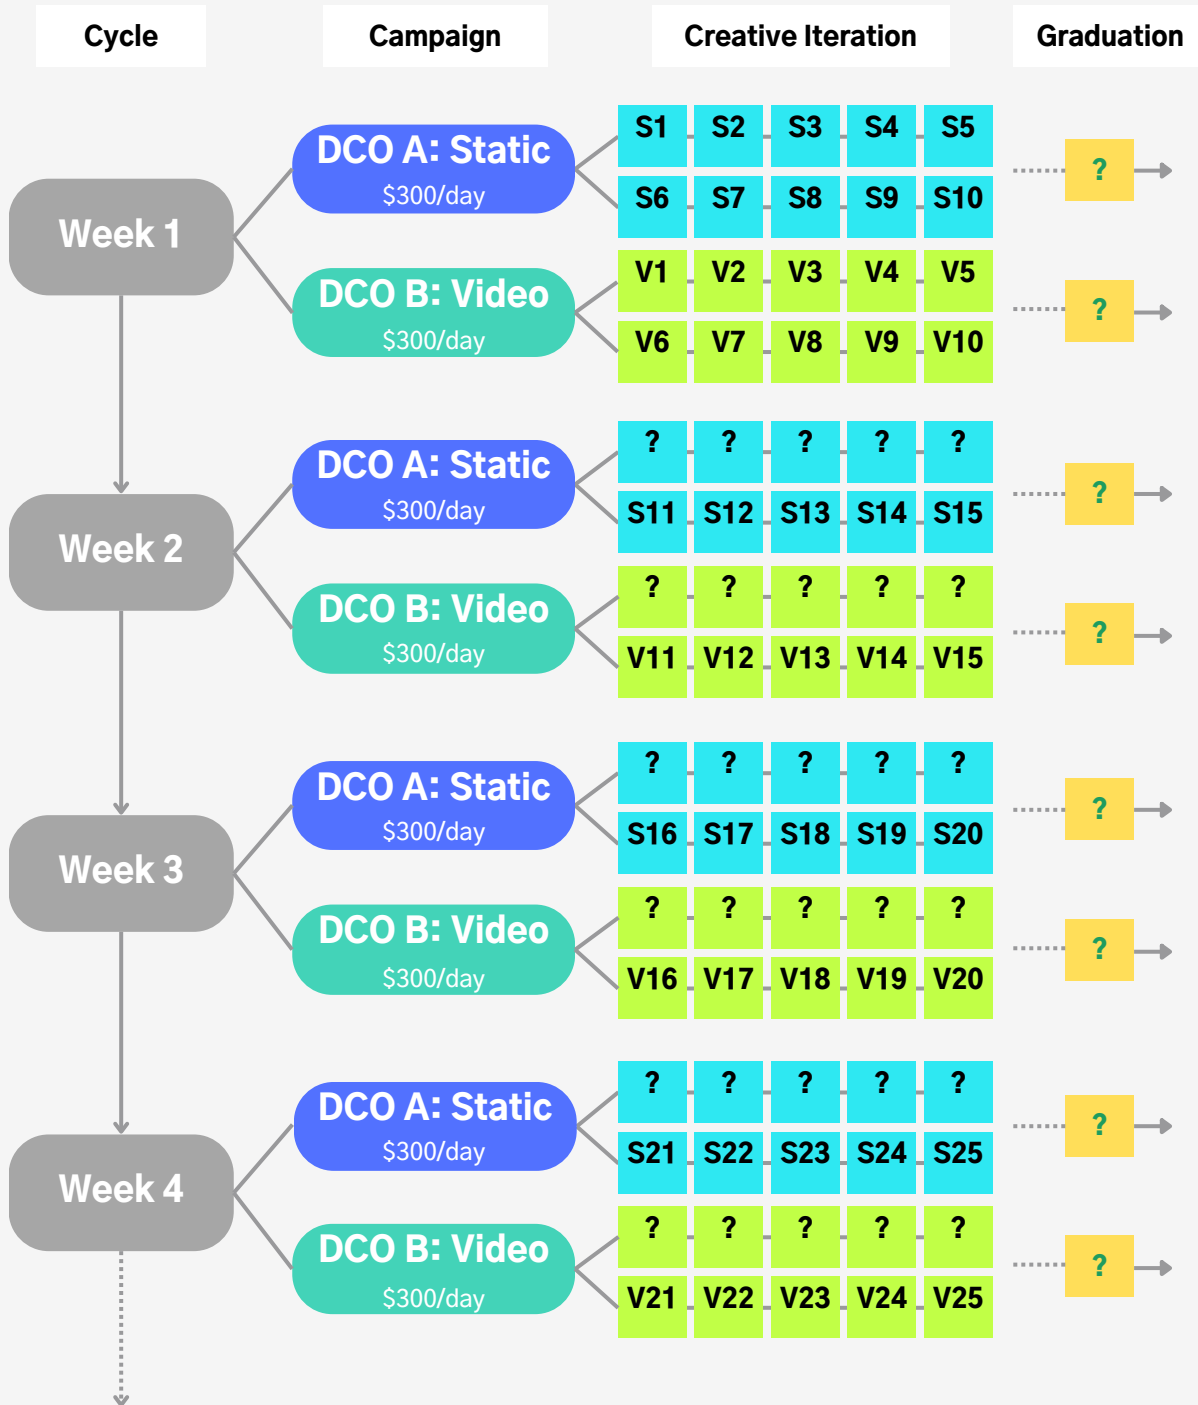 Cycle Campaign Creative Iteration Graduation
DCO A: Static
$300/day
S1 S2 S3 S4 S5
S6 S7 S8 S9 S10
?
Week 1
DCO B: Video
$300/day
V1 V2 V3 V4 V5
V6 V7 V8 V9 V10
?
DCO A: Static
$300/day
? ? ? ? ?
S11 S12 S13 S14 S15
?
Week 2
DCO B: Video
$300/day
? ? ? ? ?
V11 V12 V13 V14 V15
?
DCO A: Static
$300/day
? ? ? ? ?
S16 S17 S18 S19 S20
?
Week 3
DCO B: Video
$300/day
? ? ? ? ?
V16 V17 V18 V19 V20
?
DCO A: Static
$300/day
? ? ? ? ?
S21 S22 S23 S24 S25
?
Week 4
DCO B: Video
$300/day
? ? ? ? ?
V21 V22 V23 V24 V25
?